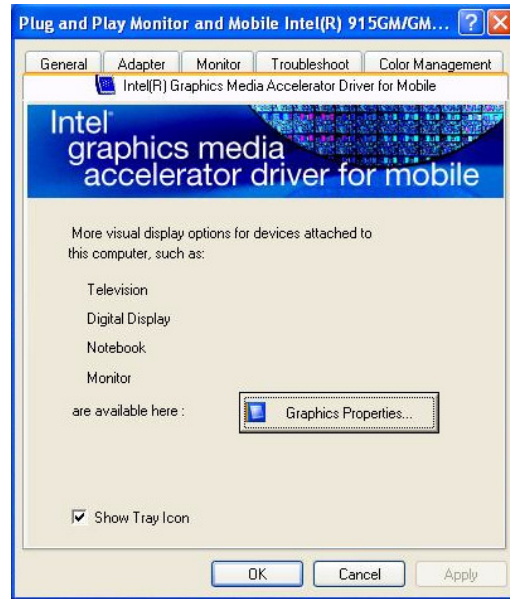 Plug and Play Monitor and Mobile Intel(R) 915GM/GM...
General Adapter Monitor Troubleshoot Color Management
Intel(R) Graphics Media Accelerator Driver for Mobile
Intel®
graphics media
accelerator driver for mobile
More visual display options for devices attached to
this computer, such as:
Television
Digital Display
Notebook
Monitor
are available here :
Graphics Properties...
Show Tray Icon
OK Cancel Apply